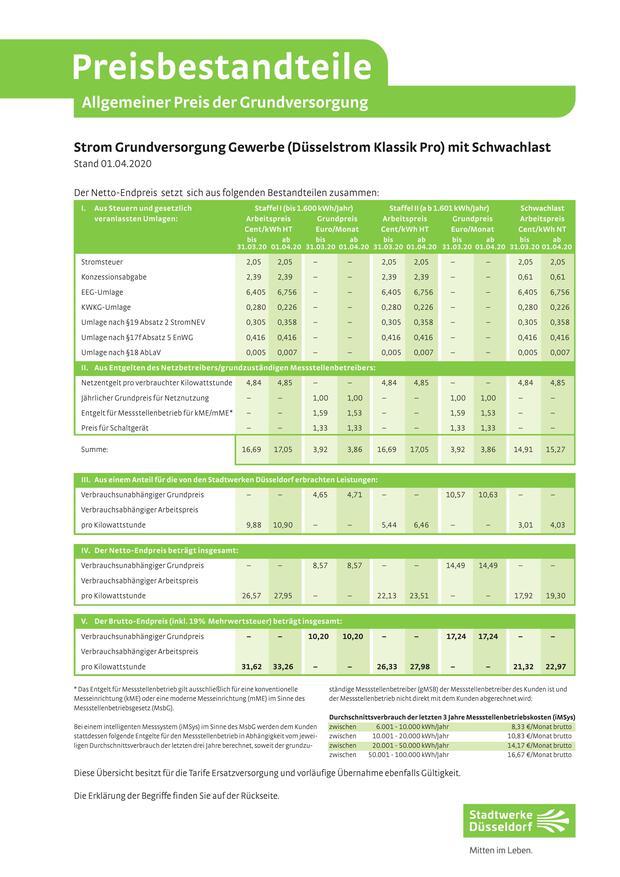 Preisbestandteile
Allgemeiner Preis der Grundversorgung
Strom Grundversorgung Gewerbe (Düsselstrom Klassik Pro) mit Schwachlast
Stand 01.04.2020
Der Netto-Endpreis setzt sich aus folgenden Bestandteilen zusammen:
I. Aus Steuern und gesetzlich Staffel I (bis 1.600 kWh/Jahr) Staffel II (ab 1.601 kWh/Jahr) Schwachlast
veranlassten Umlagen: Arbeitspreis Grundpreis Arbeitspreis Grundpreis Arbeitspreis
Cent/kWh HT Euro/Monat Cent/kWh HT Euro/Monat Cent/kWh NT
bis ab bis ab bis ab bis ab bis ab
31.03.20 01.04.20 31.03.20 01.04.20 31.03.20 01.04.20 31.03.20 01.04.20 31.03.20 01.04.20
Stromsteuer 2,05 2,05 – – 2,05 2,05 – – 2,05 2,05
Konzessionsabgabe 2,39 2,39 – – 2,39 2,39 – – 0,61 0,61
EEG-Umlage 6,405 6,756 – – 6,405 6,756 – – 6,405 6,756
KWKG-Umlage 0,280 0,226 – – 0,280 0,226 – – 0,280 0,226
Umlage nach §19 Absatz 2 StromNEV 0,305 0,358 – – 0,305 0,358 – – 0,305 0,358
Umlage nach §17f Absatz 5 EnWG 0,416 0,416 – – 0,416 0,416 – – 0,416 0,416
Umlage nach §18 AbLaV 0,005 0,007 – – 0,005 0,007 – – 0,005 0,007
II. Aus Entgelten des Netzbetreibers/grundzuständigen Messstellenbetreibers:
Netzentgelt pro verbrauchter Kilowattstunde 4,84 4,85 – – 4,84 4,85 – – 4,84 4,85
Jährlicher Grundpreis für Netznutzung – – 1,00 1,00 – – 1,00 1,00 – –
Entgelt für Messstellenbetrieb für kME/mME* – – 1,59 1,53 – – 1,59 1,53 – –
Preis für Schaltgerät – – 1,33 1,33 – – 1,33 1,33 – –
Summe: 16,69 17,05 3,92 3,86 16,69 17,05 3,92 3,86 14,91 15,27
III. Aus einem Anteil für die von den Stadtwerken Düsseldorf erbrachten Leistungen:
Verbrauchsunabhängiger Grundpreis – – 4,65 4,71 – – 10,57 10,63 – –
Verbrauchsabhängiger Arbeitspreis
pro Kilowattstunde 9,88 10,90 – – 5,44 6,46 – – 3,01 4,03
IV. Der Netto-Endpreis beträgt insgesamt:
Verbrauchsunabhängiger Grundpreis – – 8,57 8,57 – – 14,49 14,49 – –
Verbrauchsabhängiger Arbeitspreis
pro Kilowattstunde 26,57 27,95 – – 22,13 23,51 – – 17,92 19,30
V. Der Brutto-Endpreis (inkl. 19% Mehrwertsteuer) beträgt insgesamt:
Verbrauchsunabhängiger Grundpreis – – 10,20 10,20 – – 17,24 17,24 – –
Verbrauchsabhängiger Arbeitspreis
pro Kilowattstunde 31,62 33,26 – – 26,33 27,98 – – 21,32 22,97
* Das Entgelt für Messstellenbetrieb gilt ausschließlich für eine konventionelle
Messeinrichtung (kME) oder eine moderne Messeinrichtung (mME) im Sinne des
Messstellenbetriebsgesetz (MsbG).
Bei einem intelligenten Messsystem (iMSys) im Sinne des MsbG werden dem Kunden
stattdessen folgende Entgelte für den Messstellenbetrieb in Abhängigkeit vom jewei-
ligen Durchschnittsverbrauch der letzten drei Jahre berechnet, soweit der grundzu-
ständige Messstellenbetreiber (gMSB) der Messstellenbetreiber des Kunden ist und
der Messstellenbetrieb nicht direkt mit dem Kunden abgerechnet wird:
Durchschnittsverbrauch der letzten 3 Jahre Messstellenbetriebskosten (iMSys)
zwischen 6.001 - 10.000 kWh/Jahr 8,33 €/Monat brutto
zwischen 10.001 - 20.000 kWh/Jahr 10,83 €/Monat brutto
zwischen 20.001 - 50.000 kWh/Jahr 14,17 €/Monat brutto
zwischen 50.001 - 100.000 kWh/Jahr 16,67 €/Monat brutto
Diese Übersicht besitzt für die Tarife Ersatzversorgung und vorläufige Übernahme ebenfalls Gültigkeit.
Die Erklärung der Begriffe finden Sie auf der Rückseite.
Stadtwerke
Düsseldorf
Mitten im Leben.